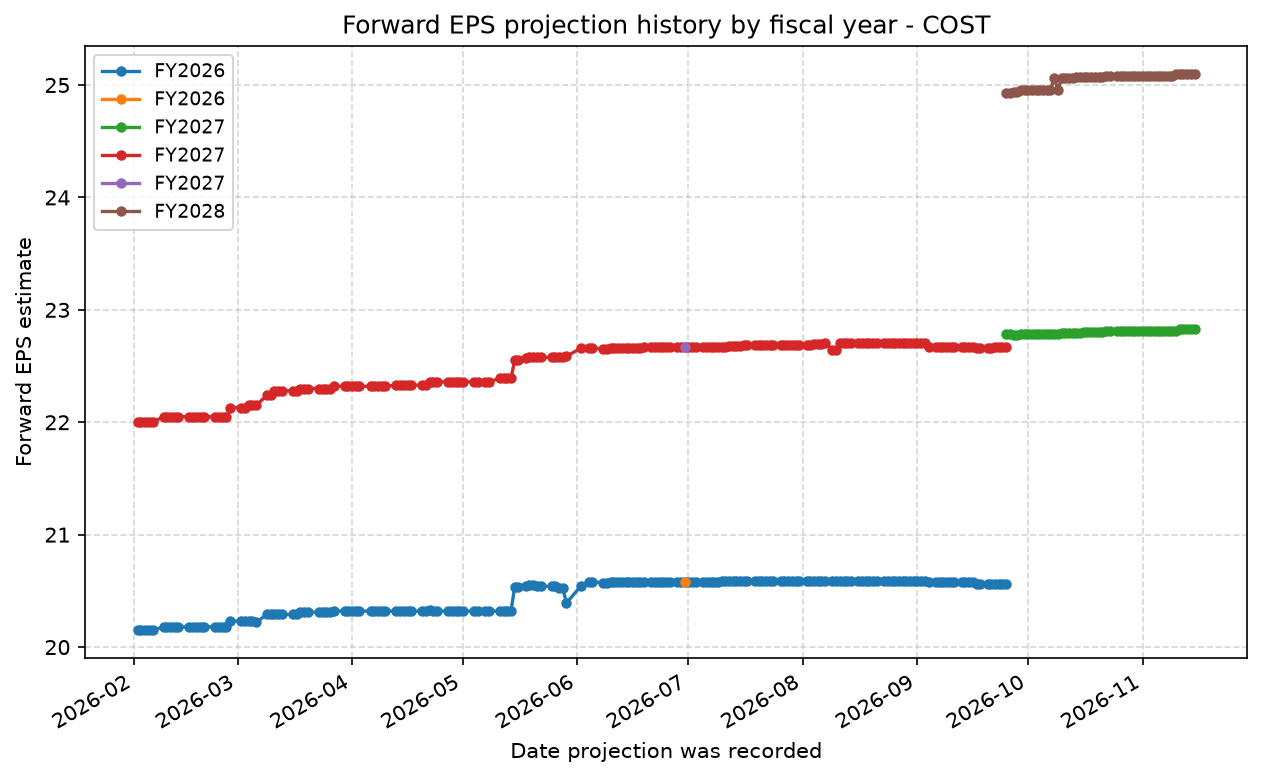 Forward EPS projection history by fiscal year - COST
FY2026
FY2026
FY2027
FY2027
FY2027
FY2028
Forward EPS estimate
25
24
23
22
21
20
2026-02
2026-03
2026-04
2026-05
2026-06
2026-07
2026-08
2026-09
2026-10
2026-11
Date projection was recorded